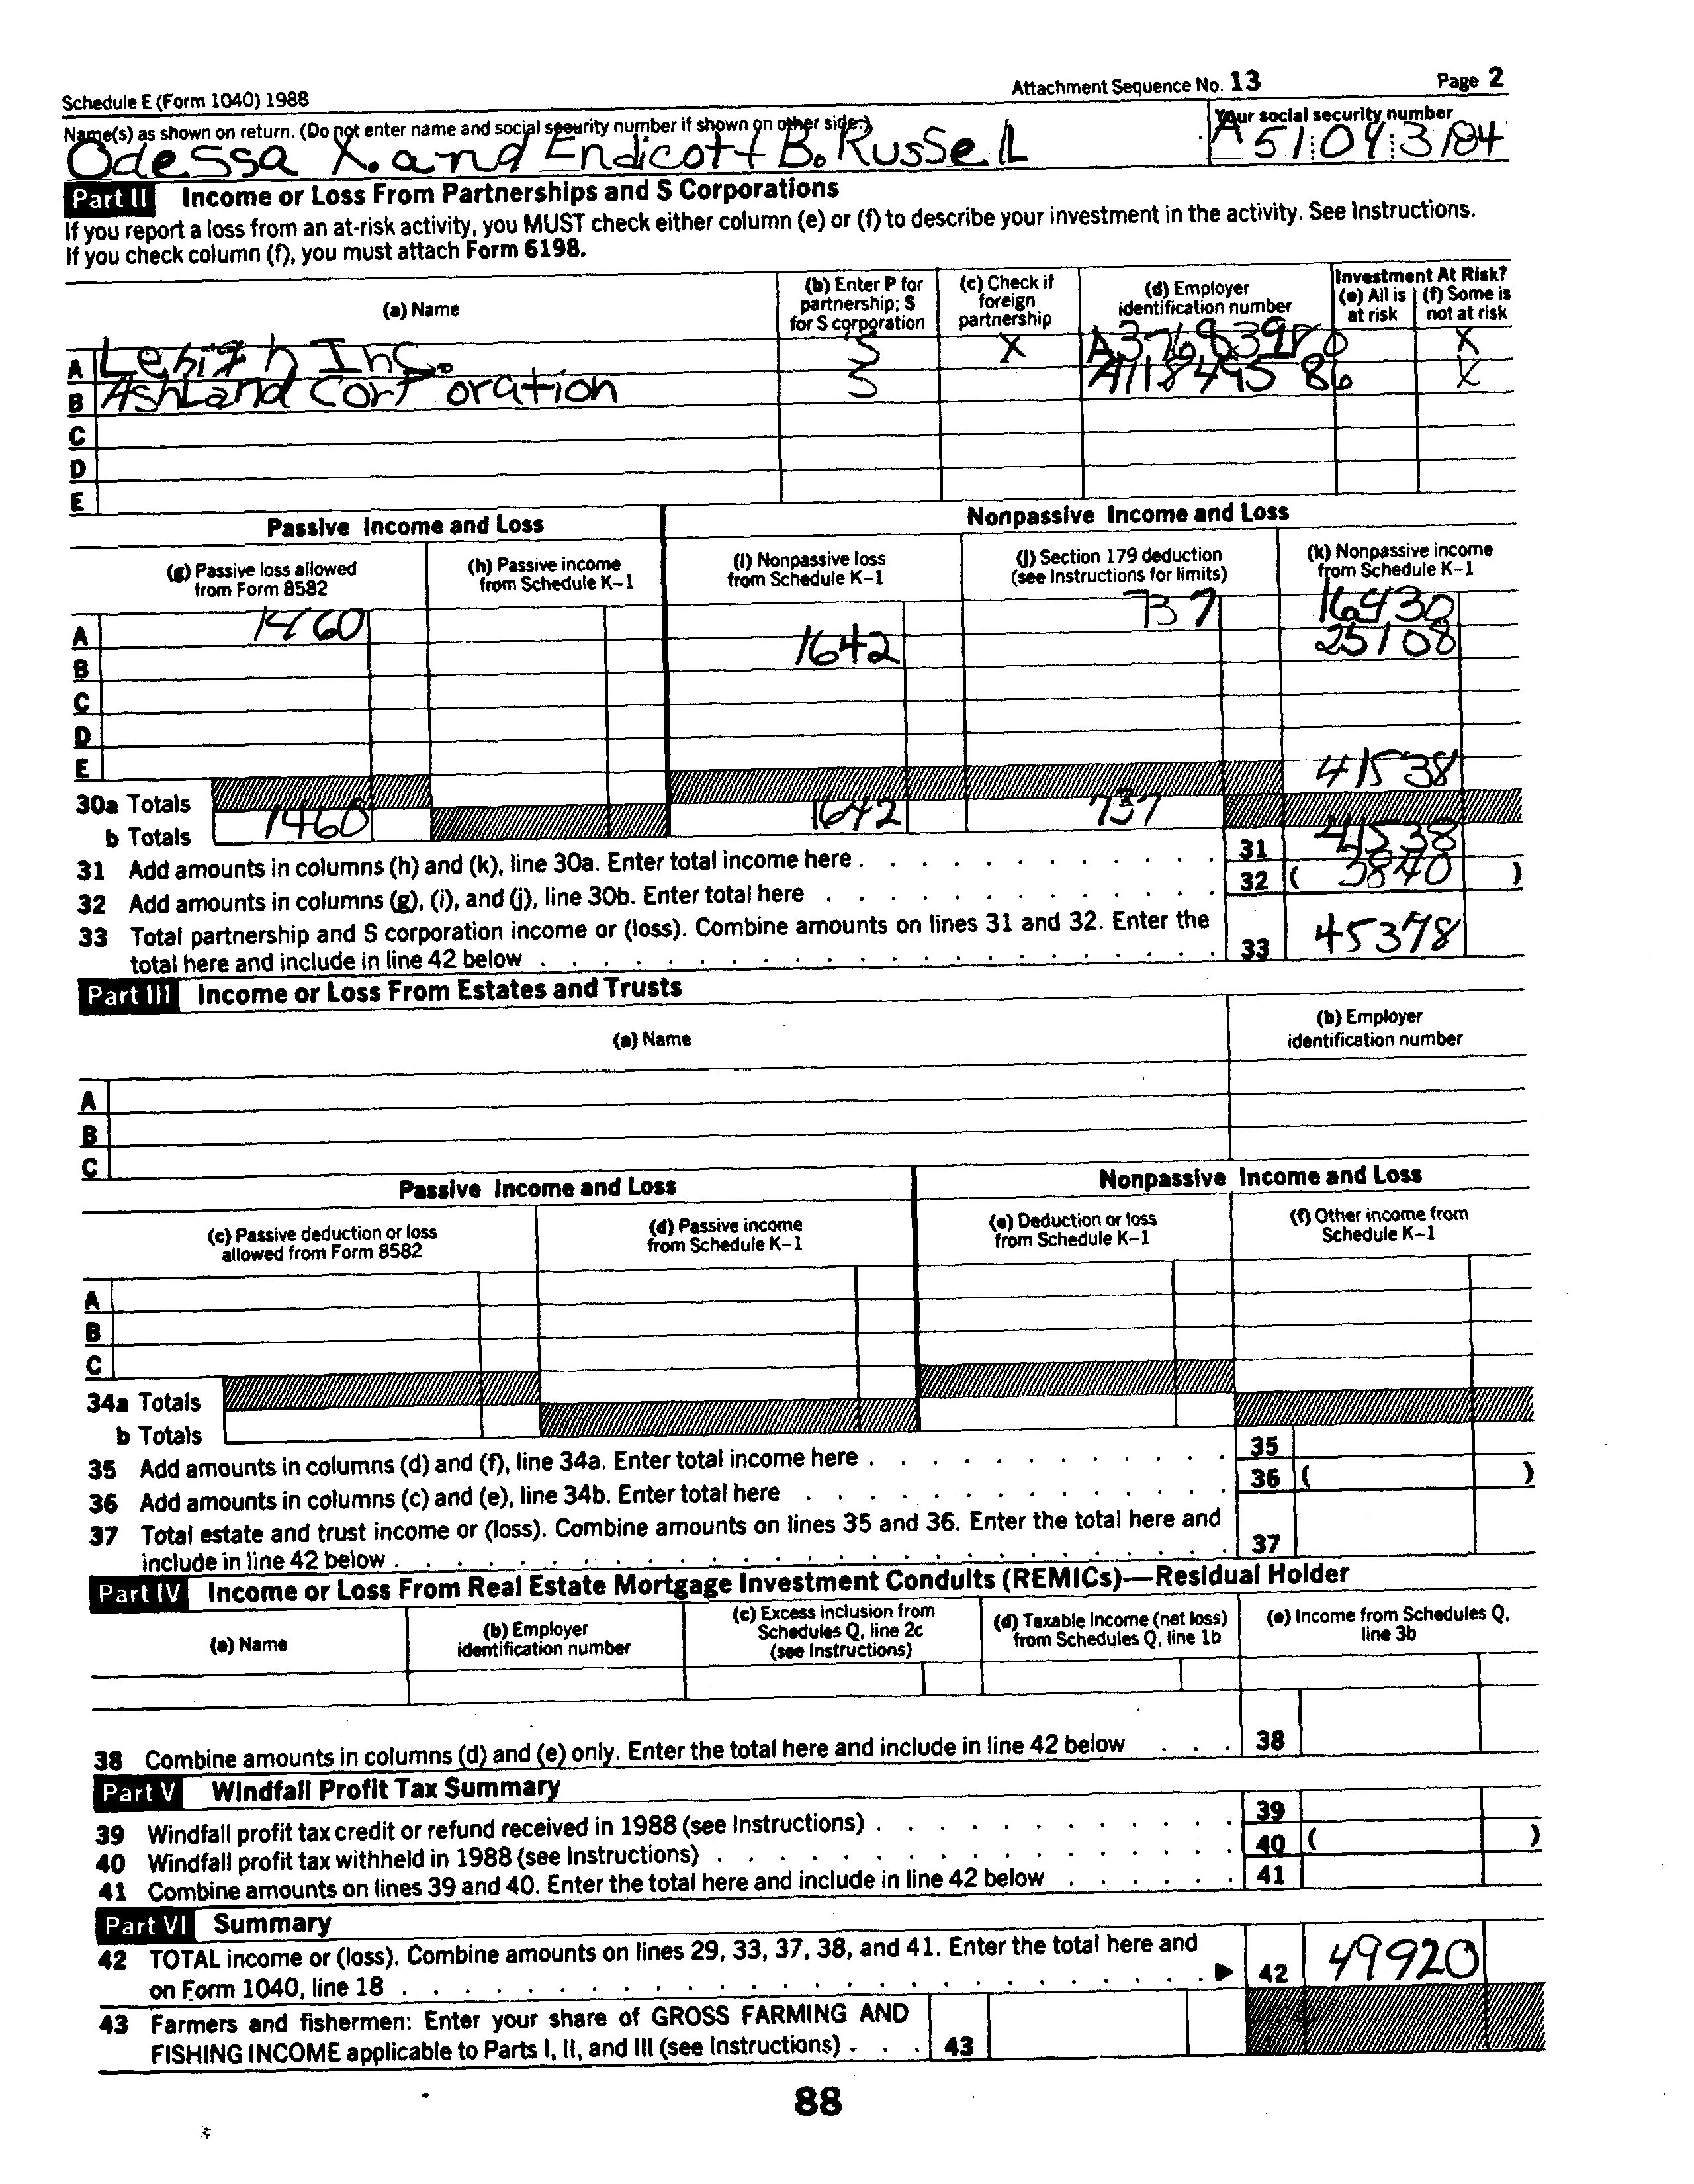 Schedule E (Form 1040) 1988 Attachment Sequence No. 13 Page 2
Name(s) as shown on return. (Do not enter name and social security number if shown on other side.) Your social security number
Odessa X. and Endicott B. Russell A 51 04 3184
Part II Income or Loss From Partnerships and S Corporations
If you report a loss from an at-risk activity, you MUST check either column (e) or (f) to describe your investment in the activity. See Instructions.
If you check column (f), you must attach Form 6198.
(a) Name (b) Enter P for partnership; S for S corporation (c) Check if foreign partnership (d) Employer identification number Investment At Risk? (e) All is at risk (f) Some is not at risk
A Inc. S X X
B Ashland Corporation S A11849586 X
C
D
E
Passive Income and Loss Nonpassive Income and Loss
(g) Passive loss allowed from Form 8582 (h) Passive income from Schedule K-1 (i) Nonpassive loss from Schedule K-1 (j) Section 179 deduction (see Instructions for limits) (k) Nonpassive income from Schedule K-1
A 1460 737 16430
B 1642 25108
C
D
E
30a Totals 41538
b Totals 1460 1642 737
31 Add amounts in columns (h) and (k), line 30a. Enter total income here . 31 41538
32 Add amounts in columns (g), (i), and (j), line 30b. Enter total here 32 ( 3840 )
33 Total partnership and S corporation income or (loss). Combine amounts on lines 31 and 32. Enter the
total here and include in line 42 below 33 45378
Part III Income or Loss From Estates and Trusts
(a) Name (b) Employer identification number
A
B
C
Passive Income and Loss Nonpassive Income and Loss
(c) Passive deduction or loss allowed from Form 8582 (d) Passive income from Schedule K-1 (e) Deduction or loss from Schedule K-1 (f) Other income from Schedule K-1
A
B
C
34a Totals
b Totals
35 Add amounts in columns (d) and (f), line 34a. Enter total income here . 35
36 Add amounts in columns (c) and (e), line 34b. Enter total here 36 ( )
37 Total estate and trust income or (loss). Combine amounts on lines 35 and 36. Enter the total here and
include in line 42 below . 37
Part IV Income or Loss From Real Estate Mortgage Investment Conduits (REMICs)—Residual Holder
(a) Name (b) Employer identification number (c) Excess inclusion from Schedules Q, line 2c (see Instructions) (d) Taxable income (net loss) from Schedules Q, line 1b (e) Income from Schedules Q, line 3b
38 Combine amounts in columns (d) and (e) only. Enter the total here and include in line 42 below 38
Part V Windfall Profit Tax Summary
39 Windfall profit tax credit or refund received in 1988 (see Instructions) . 39
40 Windfall profit tax withheld in 1988 (see Instructions) . 40 ( )
41 Combine amounts on lines 39 and 40. Enter the total here and include in line 42 below 41
Part VI Summary
42 TOTAL income or (loss). Combine amounts on lines 29, 33, 37, 38, and 41. Enter the total here and
on Form 1040, line 18 ▶ 42 49920
43 Farmers and fishermen: Enter your share of GROSS FARMING AND
FISHING INCOME applicable to Parts I, II, and III (see Instructions) . 43
88